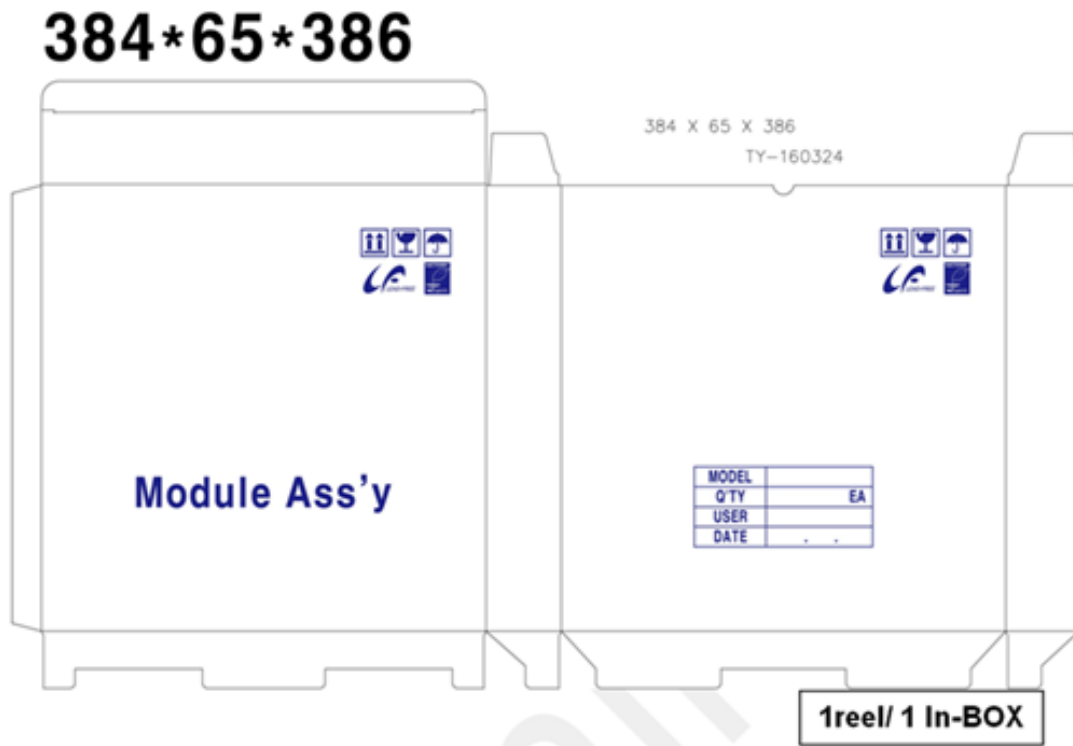 384*65*386
384 X 65 X 386
TY-160324
Module Ass'y
MODEL
Q'TY EA
USER
DATE . .
1reel/ 1 In-BOX